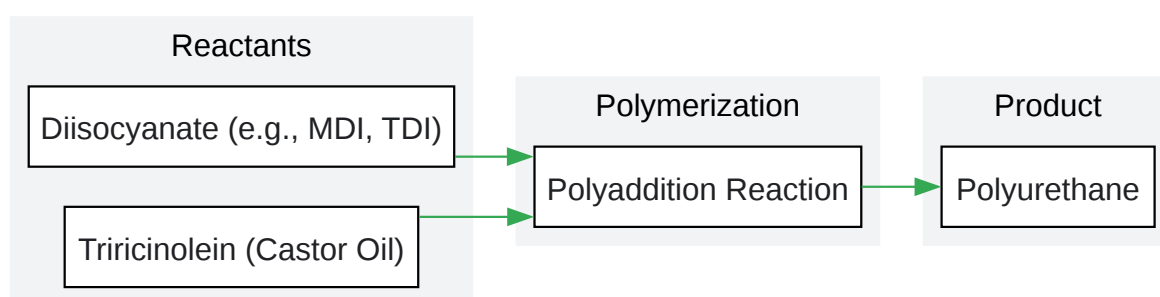 Reactants
Diisocyanate (e.g., MDI, TDI)
Triricinolein (Castor Oil)
Polymerization
Polyaddition Reaction
Product
Polyurethane